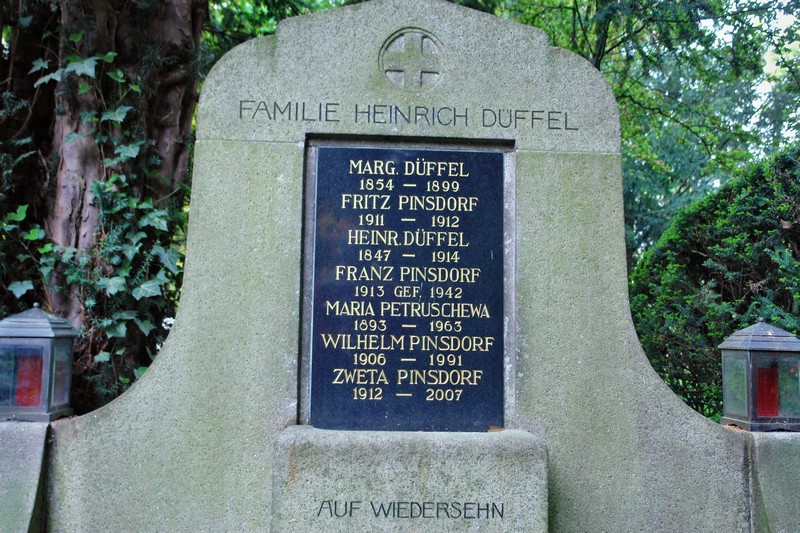 FAMILIE HEINRICH DÜFFEL
MARG. DÜFFEL
1854 — 1899
FRITZ PINSDORF
1911 — 1912
HEINR. DÜFFEL
1847 — 1914
FRANZ PINSDORF
1913 GEF. 1942
MARIA PETRUSCHEWA
1893 — 1963
WILHELM PINSDORF
1906 — 1991
ZWETA PINSDORF
1912 — 2007
AUF WIEDERSEHN